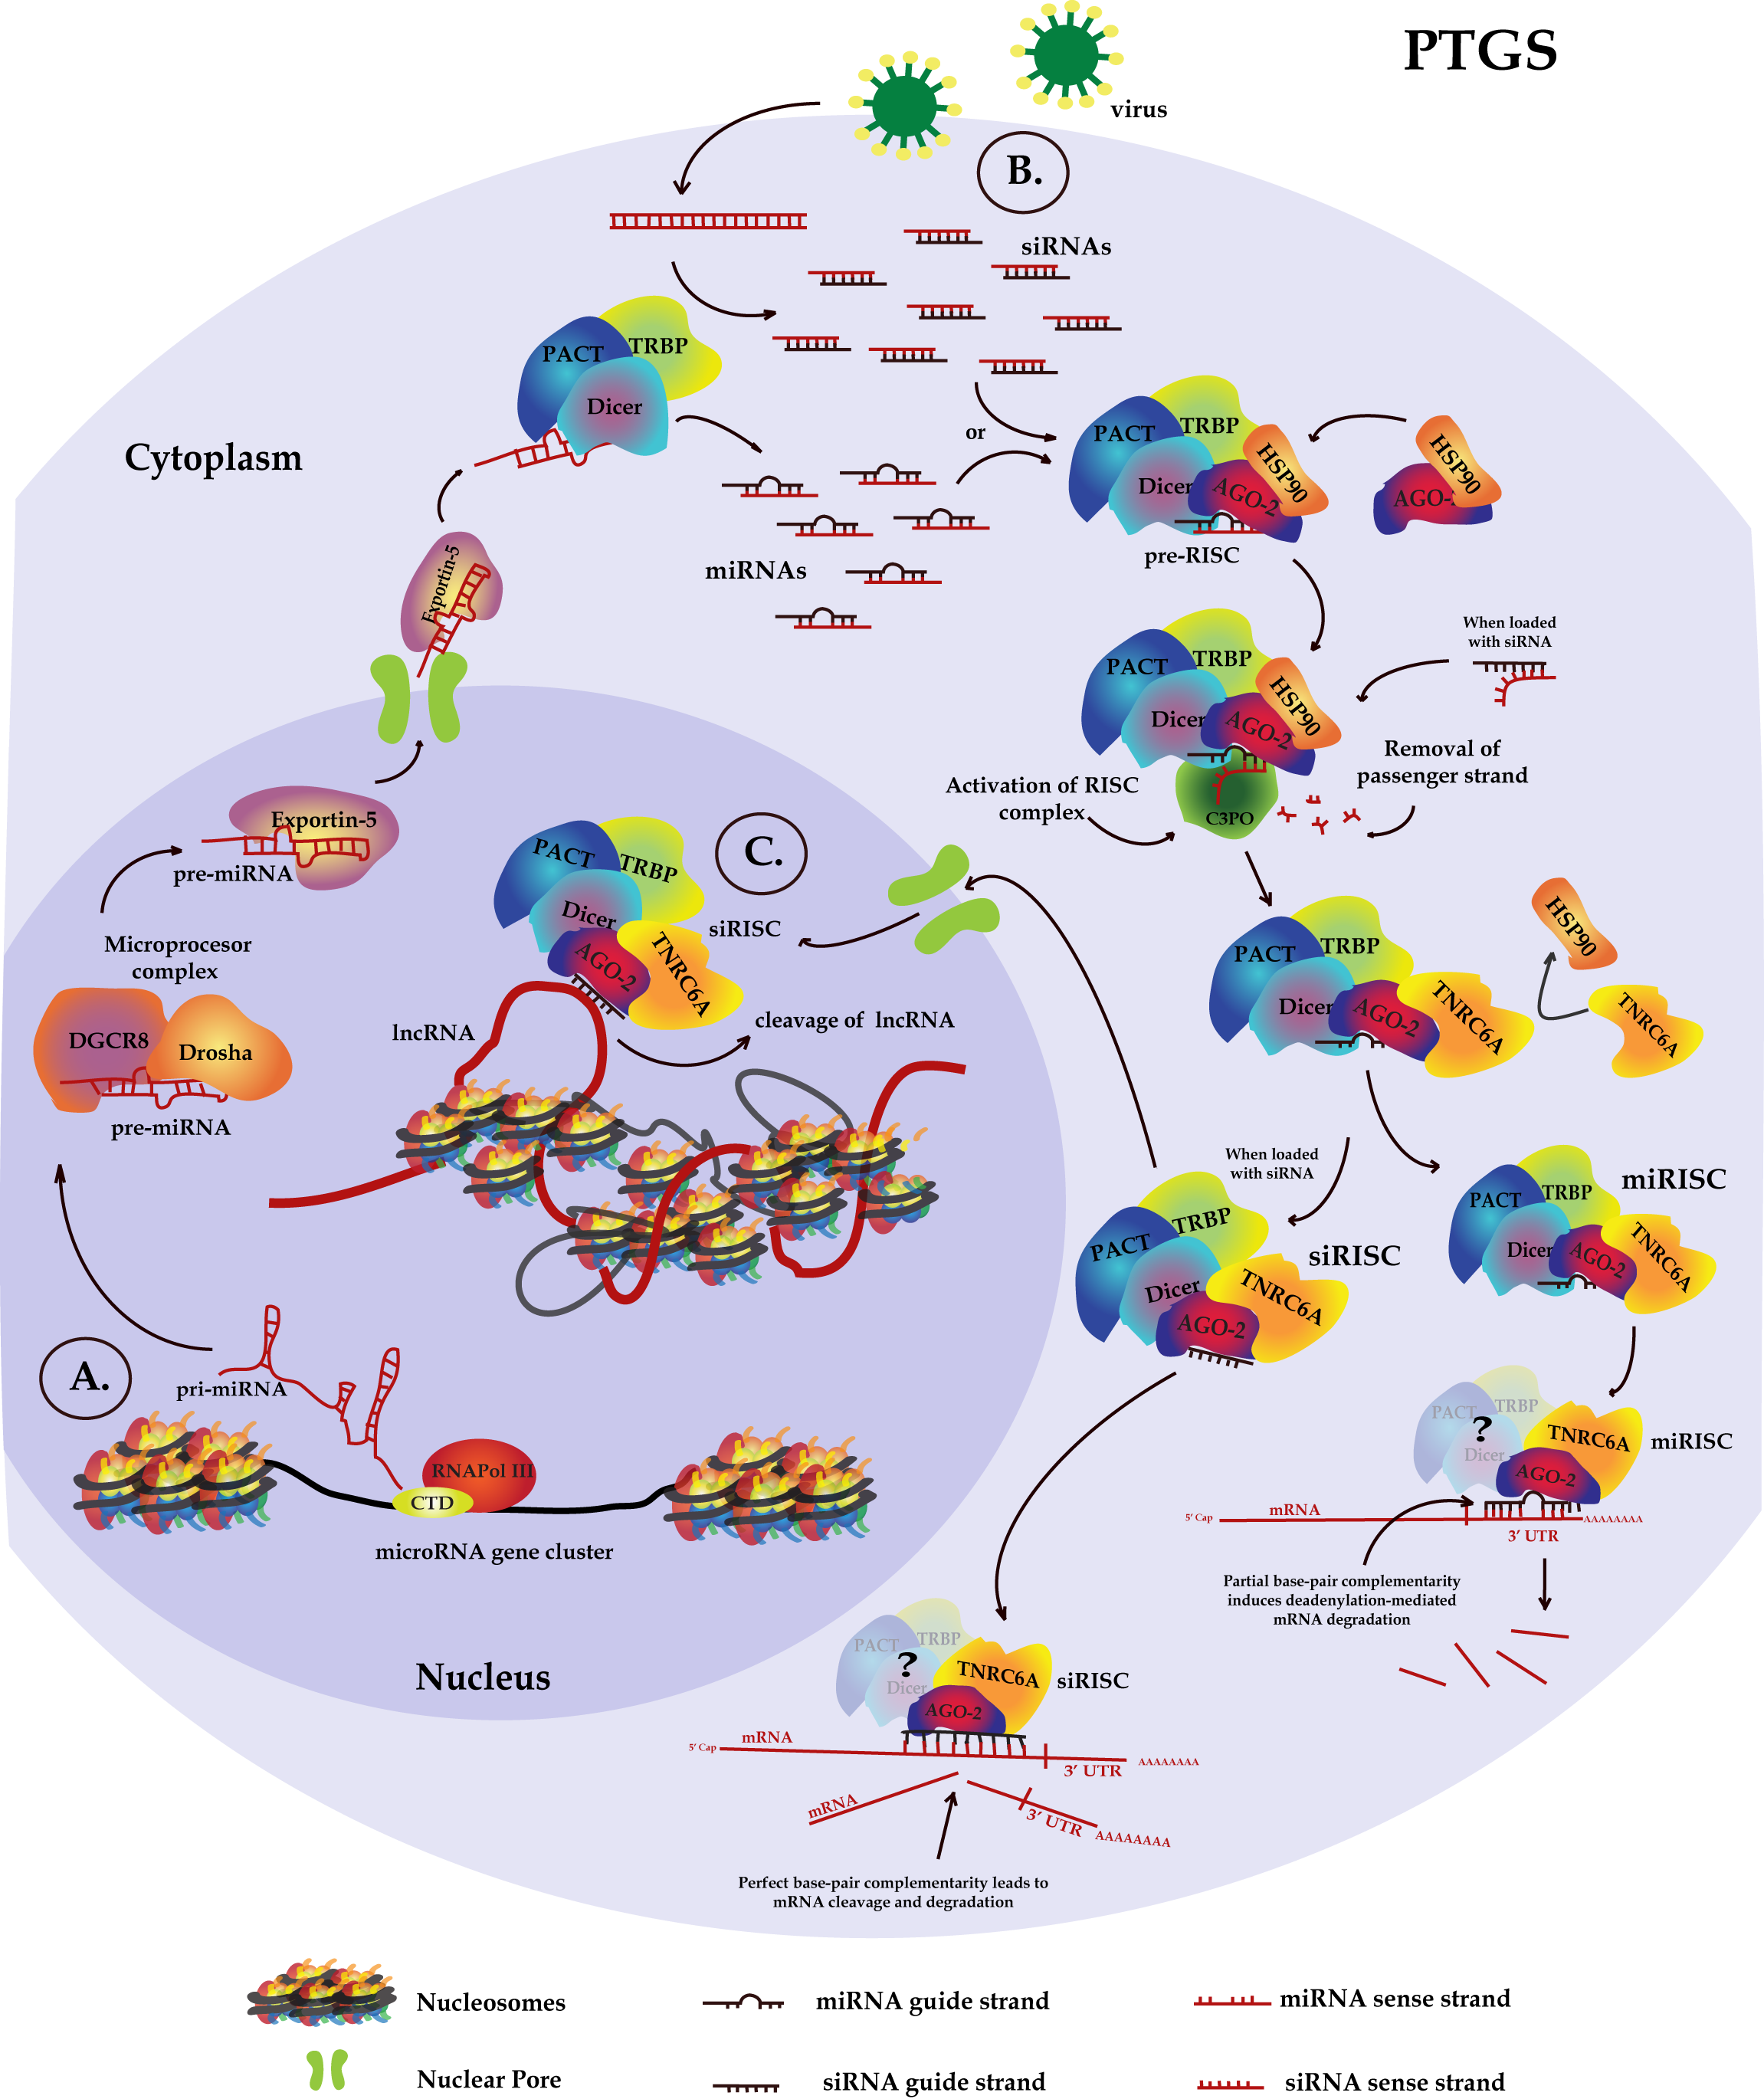 PTGS
virus
B.
siRNAs
PACT
TRBP
Dicer
Cytoplasm
or
PACT
TRBP
Dicer
AGO-2
HSP90
pre-RISC
HSP90
AGO-
miRNAs
Exportin-5
When loaded
with siRNA
PACT
TRBP
Dicer
AGO-2
HSP90
C3PO
Removal of
passenger strand
Activation of RISC
complex
Exportin-5
pre-miRNA
C.
PACT
TRBP
Dicer
AGO-2
TNRC6A
siRISC
Microprocesor
complex
DGCR8
Drosha
pre-miRNA
lncRNA
cleavage of lncRNA
PACT
TRBP
Dicer
AGO-2
TNRC6A
HSP90
TNRC6A
When loaded
with siRNA
PACT
TRBP
Dicer
AGO-2
TNRC6A
siRISC
PACT
TRBP
Dicer
AGO-2
TNRC6A
miRISC
A.
pri-miRNA
RNAPol III
CTD
microRNA gene cluster
PACT
TRBP
?
Dicer
TNRC6A
AGO-2
miRISC
5' Cap
mRNA
AAAAAAAA
3' UTR
Partial base-pair complementarity
induces deadenylation-mediated
mRNA degradation
Nucleus
PACT
TRBP
?
Dicer
TNRC6A
AGO-2
siRISC
5' Cap
mRNA
3' UTR
AAAAAAAA
mRNA
3' UTR
AAAAAAAA
Perfect base-pair complementarity leads to
mRNA cleavage and degradation
Nucleosomes
miRNA guide strand
miRNA sense strand
Nuclear Pore
siRNA guide strand
siRNA sense strand